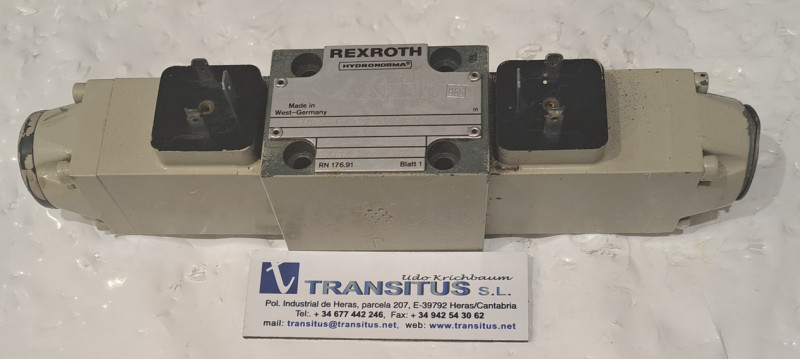 REXROTH
HYDRONORMA®
Made in
West-Germany
RN 176.91 Blatt 1
Udo Krichbaum
TRANSITUS S.L.
Pol. Industrial de Heras, parcela 207, E-39792 Heras/Cantabria
Tel:. + 34 677 442 246, Fax: + 34 942 54 30 62
mail: transitus@transitus.net, web: www.transitus.net